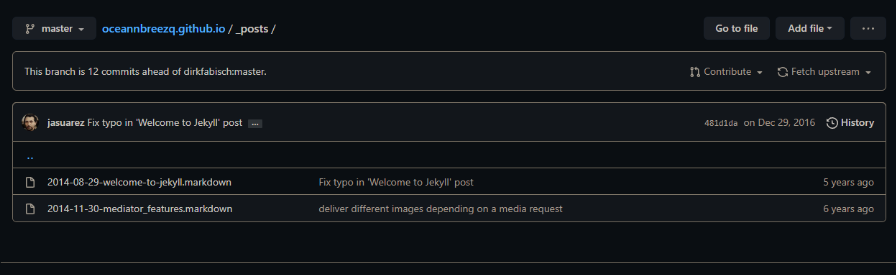 master oceannbreezq.github.io / _posts / Go to file Add file ...
This branch is 12 commits ahead of dirkfabisch:master. Contribute Fetch upstream
jasuarez Fix typo in 'Welcome to Jekyll' post ... 481d1da on Dec 29, 2016 History
..
2014-08-29-welcome-to-jekyll.markdown Fix typo in 'Welcome to Jekyll' post 5 years ago
2014-11-30-mediator_features.markdown deliver different images depending on a media request 6 years ago